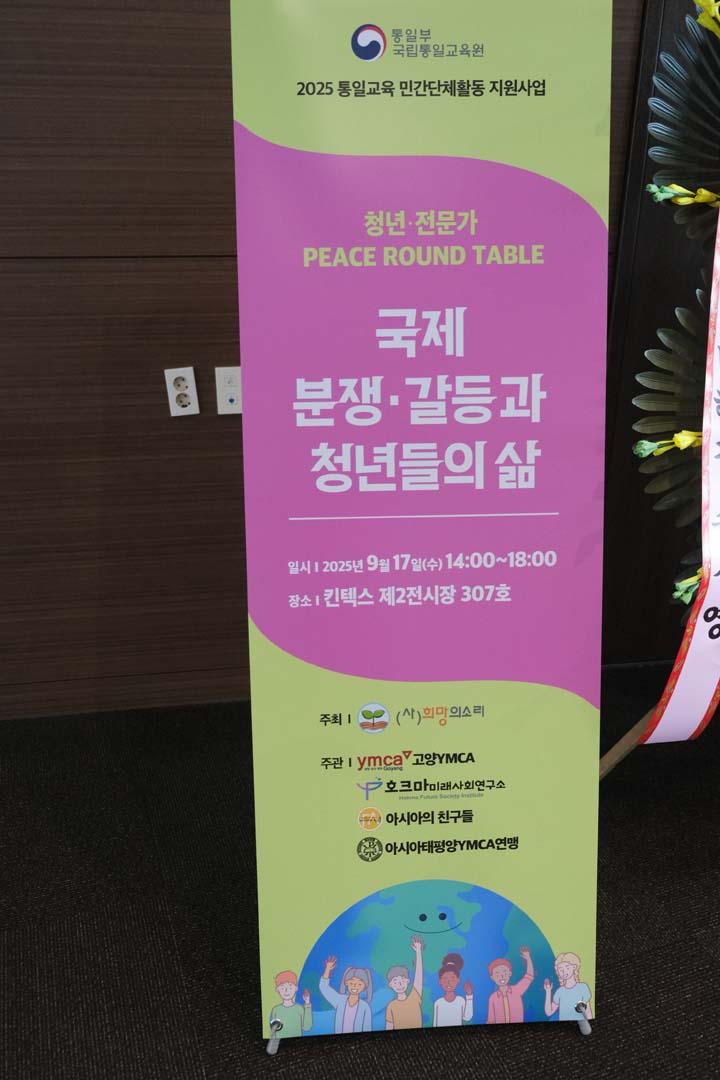 통일부
국립통일교육원
2025 통일교육 민간단체활동 지원사업
청년·전문가
PEACE ROUND TABLE
국제
분쟁·갈등과
청년들의 삶
일시 | 2025년 9월 17일(수) 14:00~18:00
장소 | 킨텍스 제2전시장 307호
주최 | (사)희망의소리
주관 | ymca 고양YMCA
Goyang
호크마미래사회연구소
Hokma Future Society Institute
아시아의 친구들
아시아태평양YMCA연맹